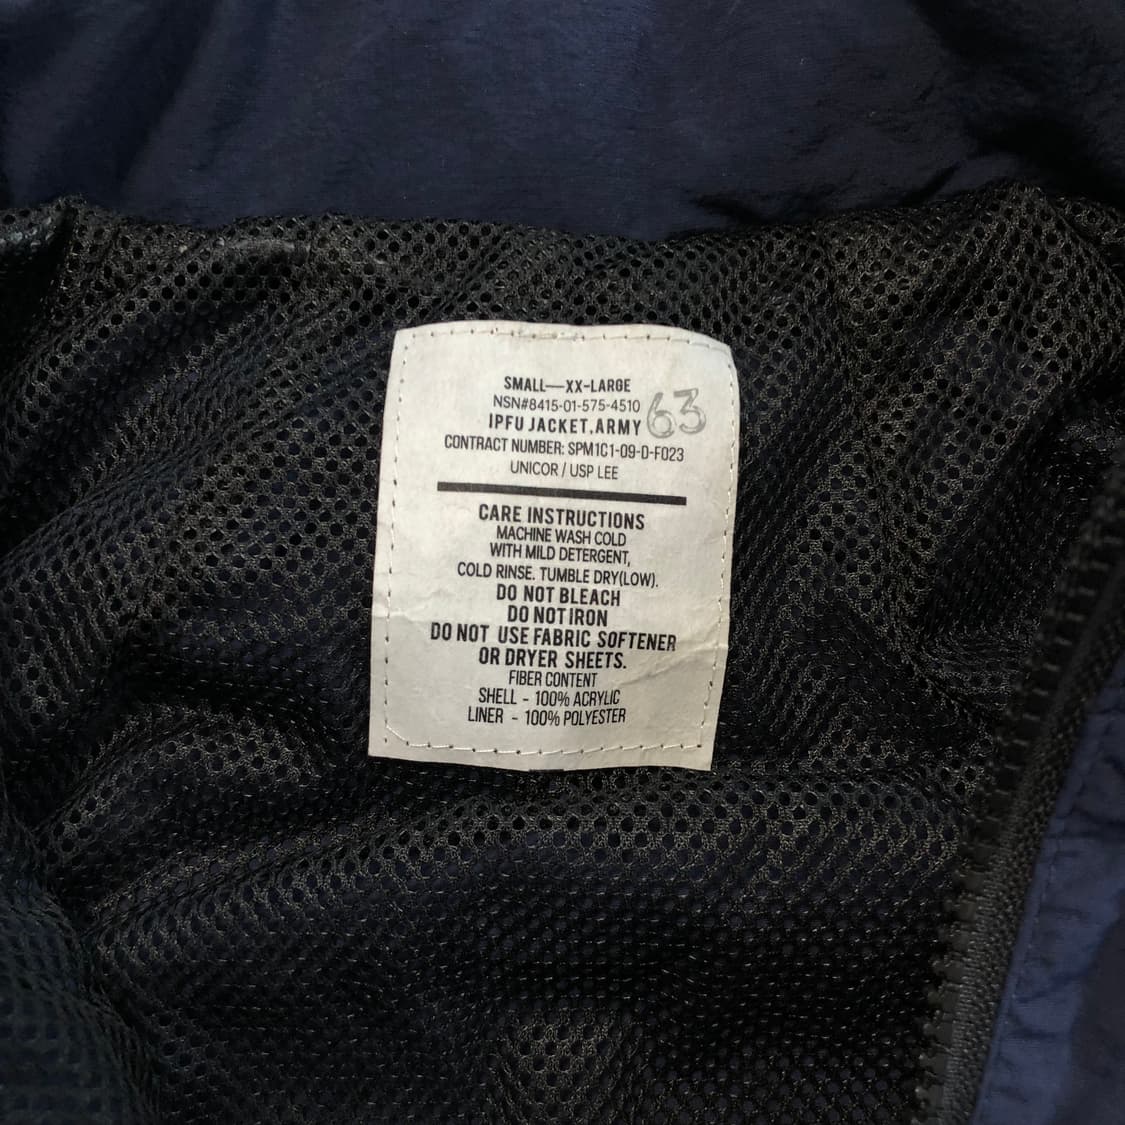 SMALL—XX-LARGE
NSN#8415-01-575-4510
63
IPFU JACKET, ARMY
CONTRACT NUMBER: SPM1C1-09-D-F023
UNICOR / USP LEE
CARE INSTRUCTIONS
MACHINE WASH COLD
WITH MILD DETERGENT,
COLD RINSE. TUMBLE DRY(LOW).
DO NOT BLEACH
DO NOT IRON
DO NOT USE FABRIC SOFTENER
OR DRYER SHEETS.
FIBER CONTENT
SHELL - 100% ACRYLIC
LINER - 100% POLYESTER